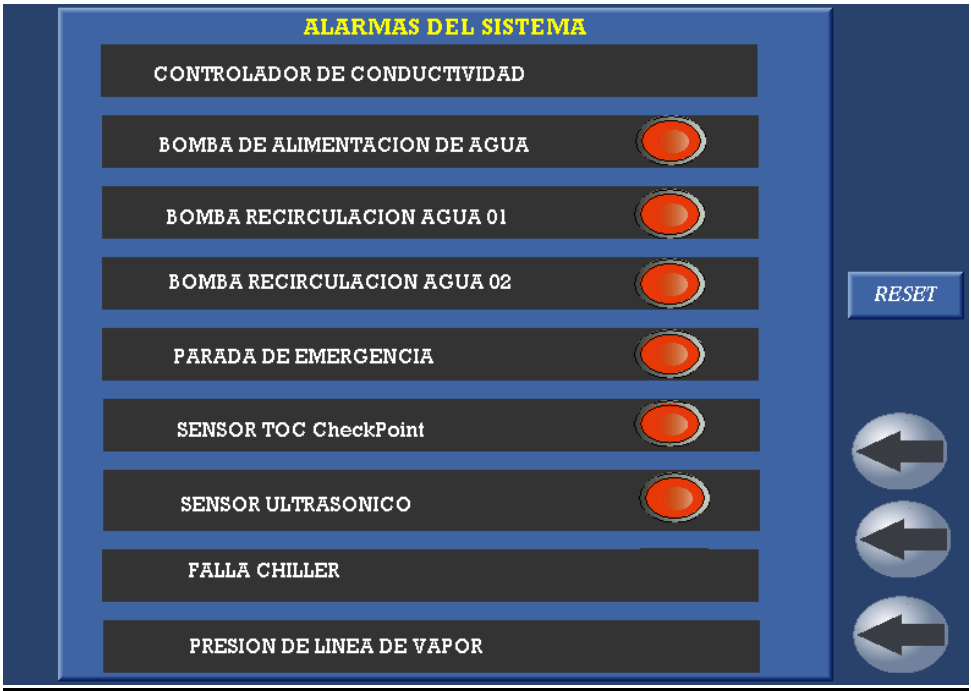 ALARMAS DEL SISTEMA
CONTROLADOR DE CONDUCTIVIDAD
BOMBA DE ALIMENTACION DE AGUA
BOMBA RECIRCULACION AGUA 01
BOMBA RECIRCULACION AGUA 02
RESET
PARADA DE EMERGENCIA
SENSOR TOC CheckPoint
SENSOR ULTRASONICO
FALLA CHILLER
PRESION DE LINEA DE VAPOR